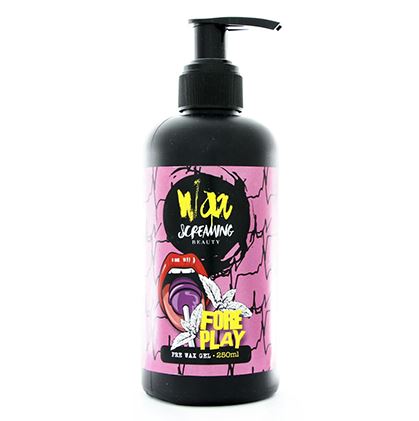 Wax
SCREAMING
BEAUTY
FORE
PLAY
PRE WAX GEL • 250ml